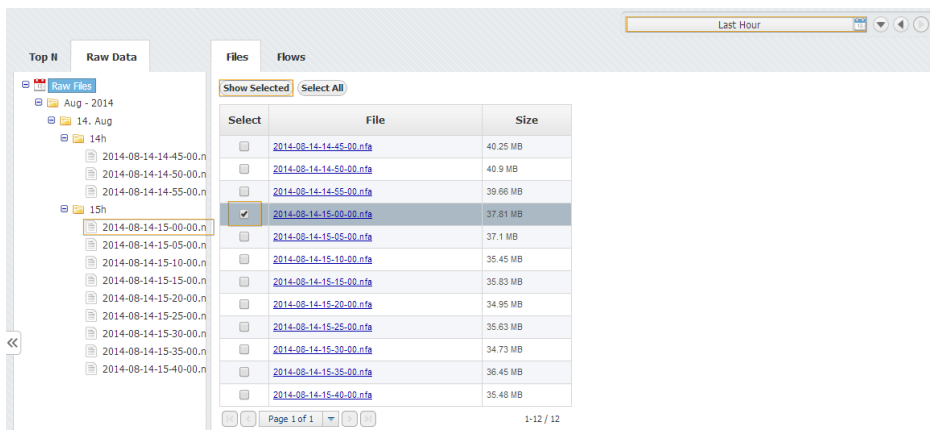 Last Hour
Top N Raw Data
Files Flows
Raw Files
Aug - 2014
14. Aug
14h
2014-08-14-14-45-00.n
2014-08-14-14-50-00.n
2014-08-14-14-55-00.n
15h
2014-08-14-15-00-00.n
2014-08-14-15-05-00.n
2014-08-14-15-10-00.n
2014-08-14-15-15-00.n
2014-08-14-15-20-00.n
2014-08-14-15-25-00.n
2014-08-14-15-30-00.n
2014-08-14-15-35-00.n
2014-08-14-15-40-00.n
Show Selected Select All
Select File Size
2014-08-14-14-45-00.nfa 40.25 MB
2014-08-14-14-50-00.nfa 40.9 MB
2014-08-14-14-55-00.nfa 39.66 MB
2014-08-14-15-00-00.nfa 37.81 MB
2014-08-14-15-05-00.nfa 37.1 MB
2014-08-14-15-10-00.nfa 35.45 MB
2014-08-14-15-15-00.nfa 35.83 MB
2014-08-14-15-20-00.nfa 34.95 MB
2014-08-14-15-25-00.nfa 35.63 MB
2014-08-14-15-30-00.nfa 34.73 MB
2014-08-14-15-35-00.nfa 36.45 MB
2014-08-14-15-40-00.nfa 35.48 MB
Page 1 of 1 1-12 / 12